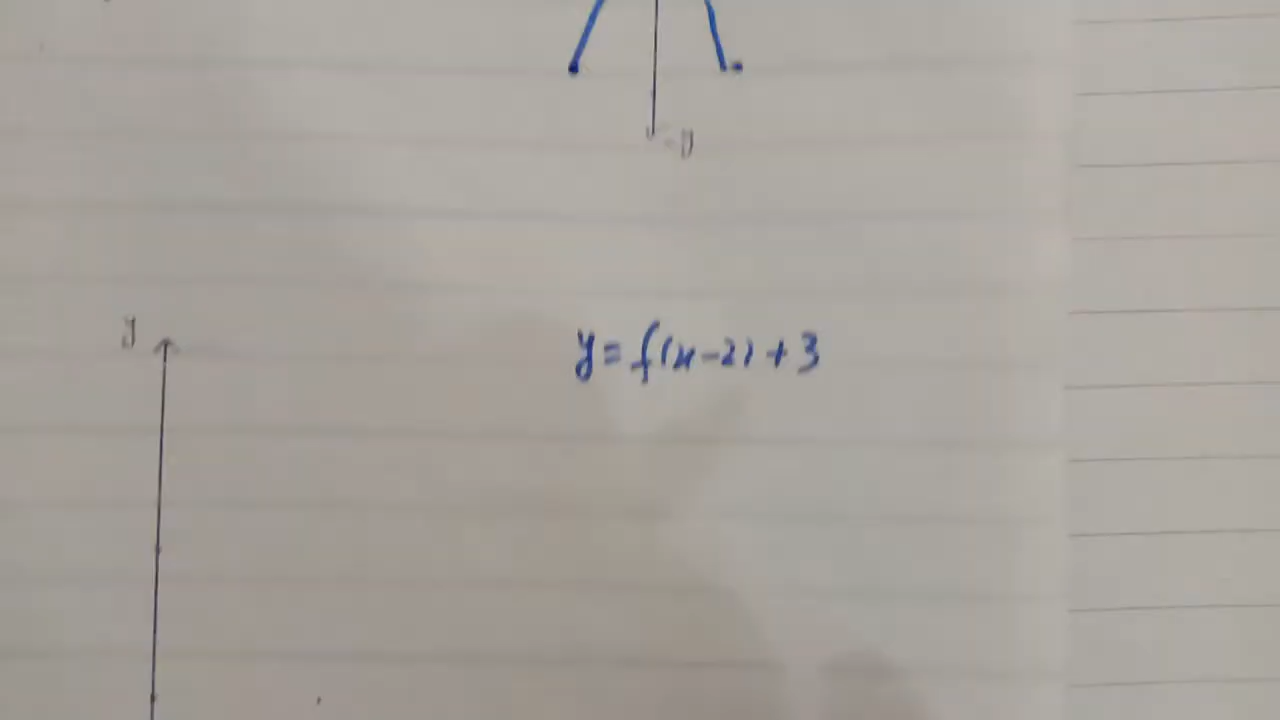 -y
y
y = f(x-2) + 3